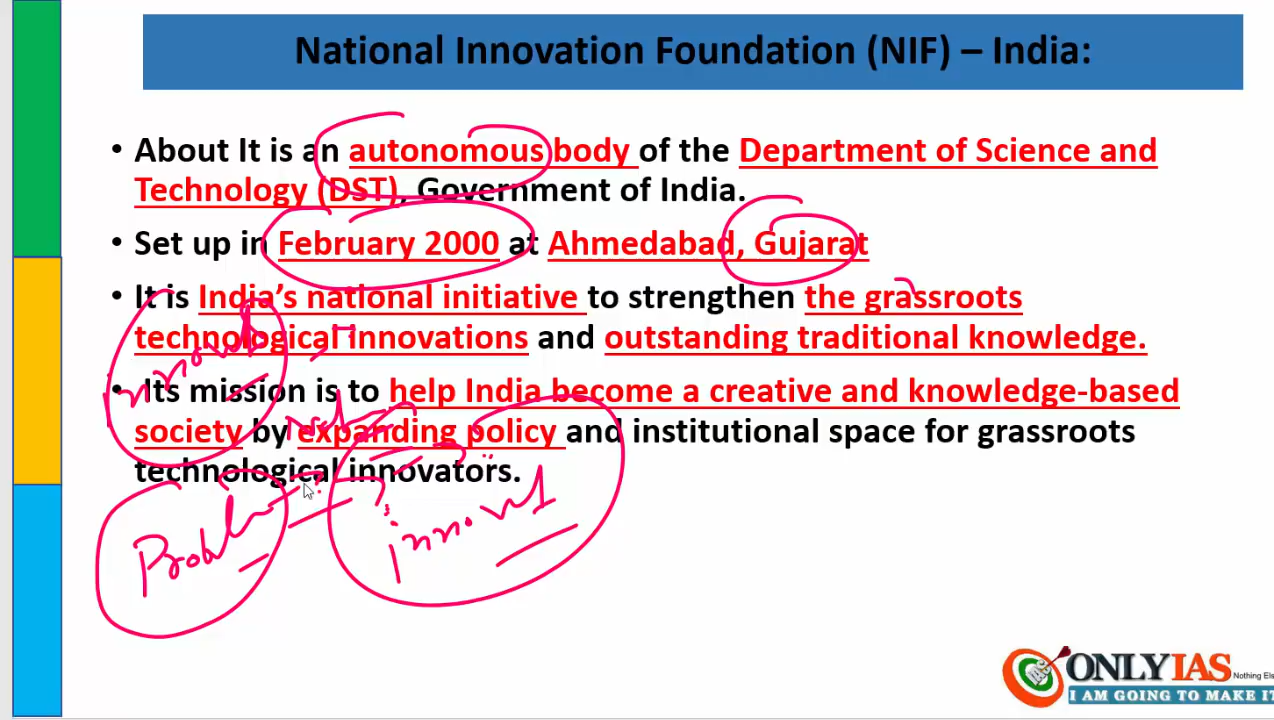 National Innovation Foundation (NIF) – India:
• About It is an autonomous body of the Department of Science and
Technology (DST), Government of India.
• Set up in February 2000 at Ahmedabad, Gujarat
• It is India's national initiative to strengthen the grassroots
technological innovations and outstanding traditional knowledge.
• Its mission is to help India become a creative and knowledge-based
society by expanding policy and institutional space for grassroots
technological innovators.
ONLYIAS
Nothing Else
I AM GOING TO MAKE IT